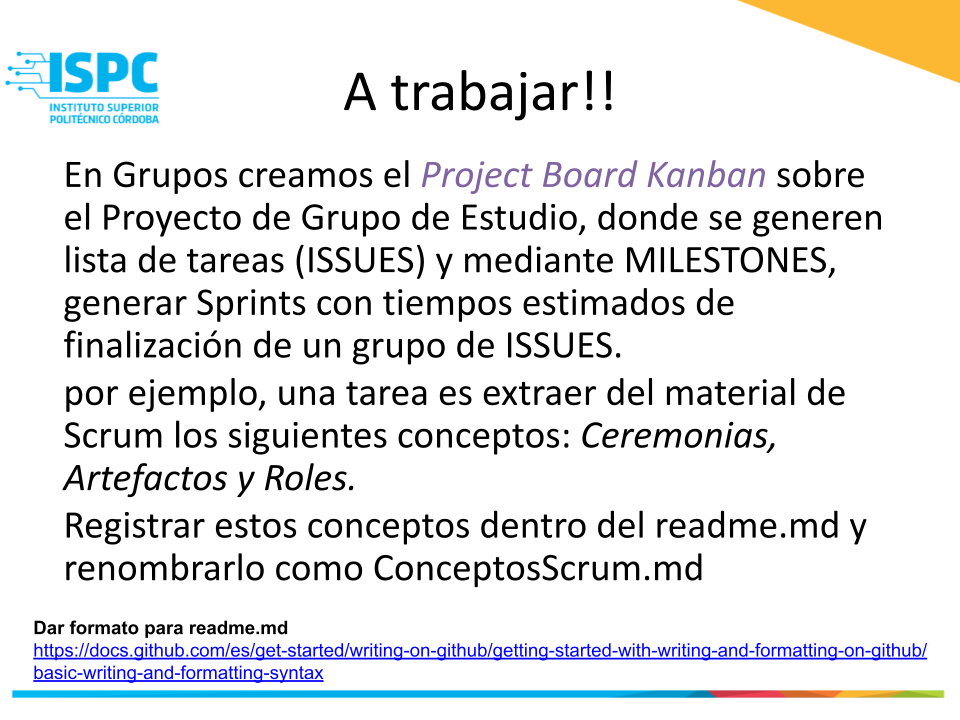 ISPC
INSTITUTO SUPERIOR
POLITÉCNICO CÓRDOBA
A trabajar!!
En Grupos creamos el Project Board Kanban sobre
el Proyecto de Grupo de Estudio, donde se generen
lista de tareas (ISSUES) y mediante MILESTONES,
generar Sprints con tiempos estimados de
finalización de un grupo de ISSUES.
por ejemplo, una tarea es extraer del material de
Scrum los siguientes conceptos: Ceremonias,
Artefactos y Roles.
Registrar estos conceptos dentro del readme.md y
renombrarlo como ConceptosScrum.md
Dar formato para readme.md
https://docs.github.com/es/get-started/writing-on-github/getting-started-with-writing-and-formatting-on-github/
basic-writing-and-formatting-syntax